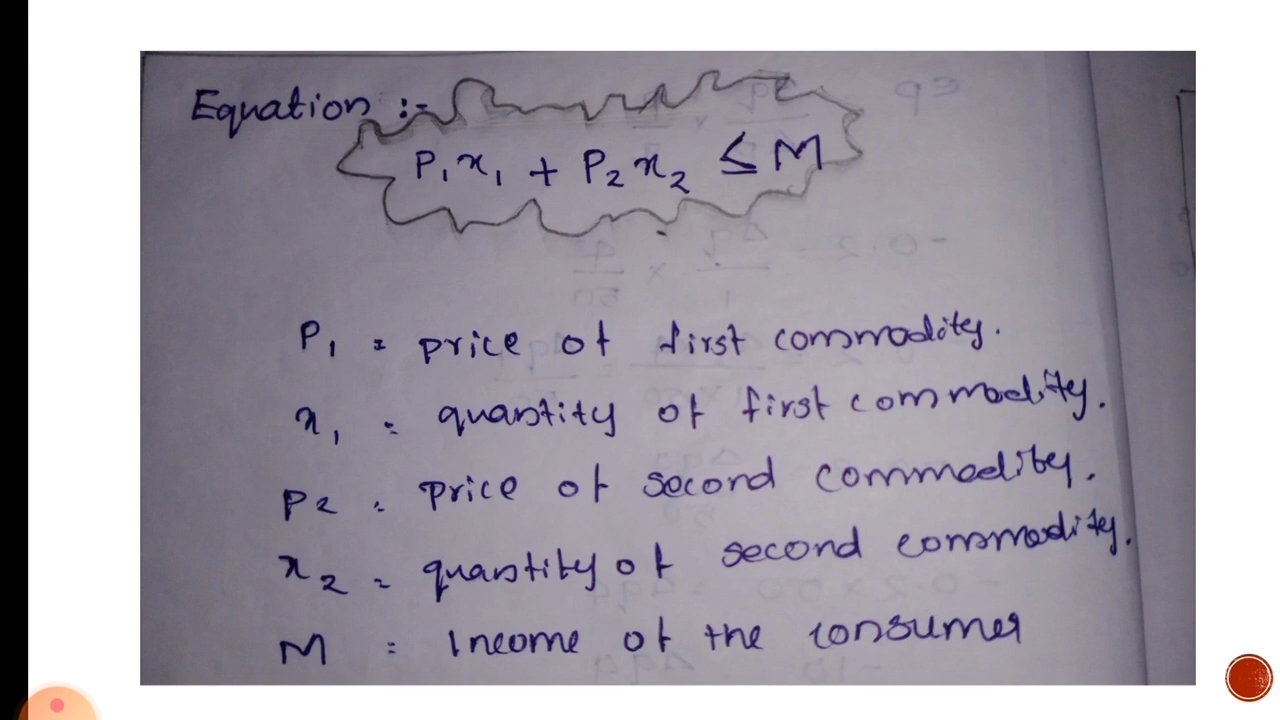 Equation :-
P₁x₁ + P₂x₂ ≤ M
P₁ = price of first commodity.
x₁ = quantity of first commodity.
P₂ = price of second commodity.
x₂ = quantity of second commodity.
M = Income of the consumer